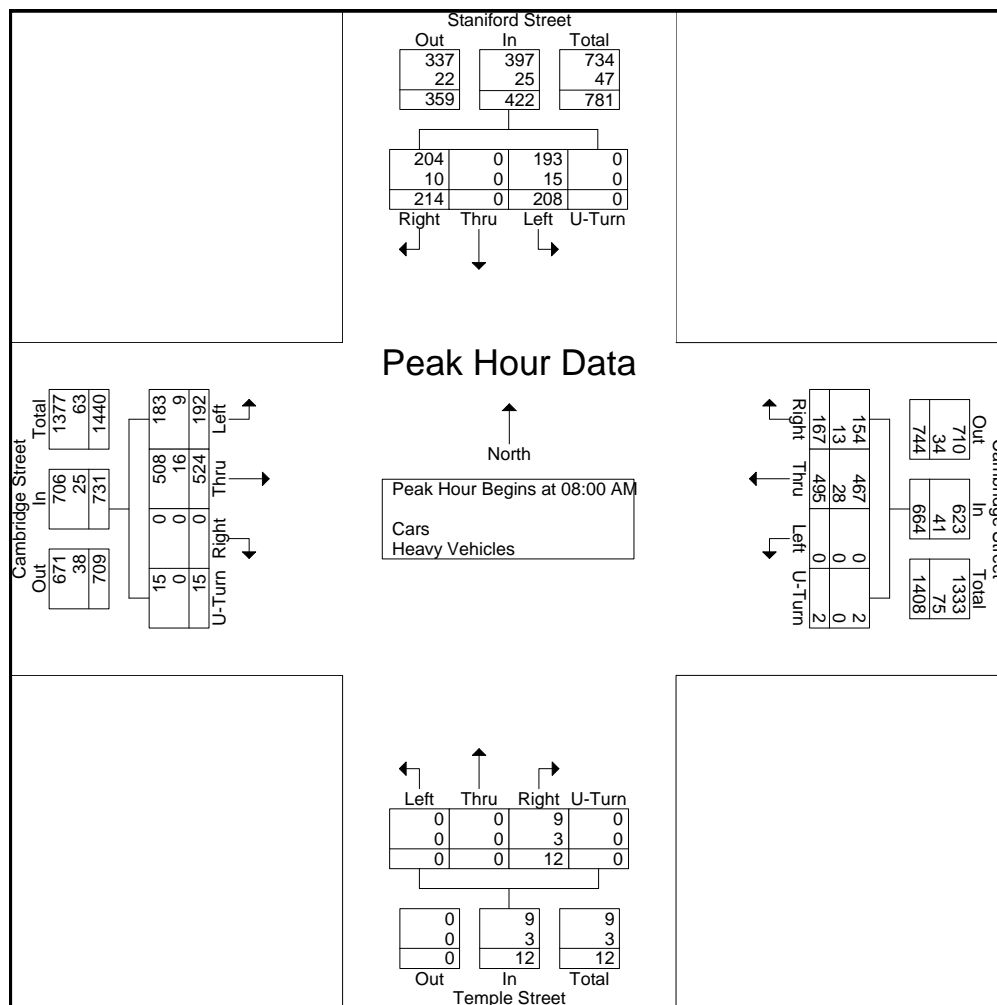 Staniford Street
Out In Total
337 397 734
22 25 47
359 422 781
204 0 193 0
10 0 15 0
214 0 208 0
Right Thru Left U-Turn
Peak Hour Data
North
Peak Hour Begins at 08:00 AM
Cars
Heavy Vehicles
Cambridge Street
Out In Total
671 706 1377
38 25 63
709 731 1440
183 508 0 15
9 16 0 0
192 524 0 15
Left Thru Right U-Turn
Cambridge Street
Out In Total
710 623 1333
34 41 75
744 664 1408
154 467 0 2
13 28 0 0
167 495 0 2
Right Thru Left U-Turn
Left Thru Right U-Turn
0 0 9 0
0 0 3 0
0 0 12 0
0 9 9
0 3 3
0 12 12
Out In Total
Temple Street